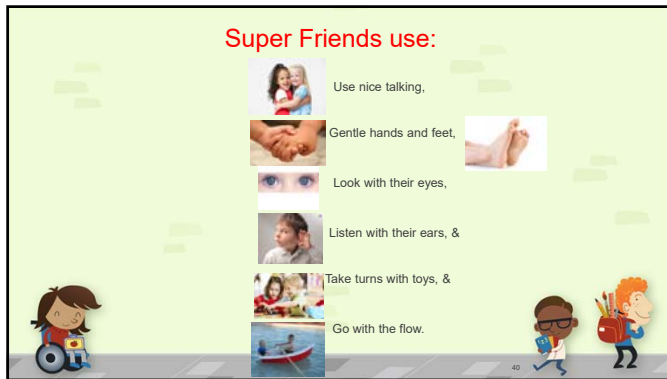 Super Friends use:
Use nice talking,
Gentle hands and feet,
Look with their eyes,
Listen with their ears, &
Take turns with toys, &
Go with the flow.
40